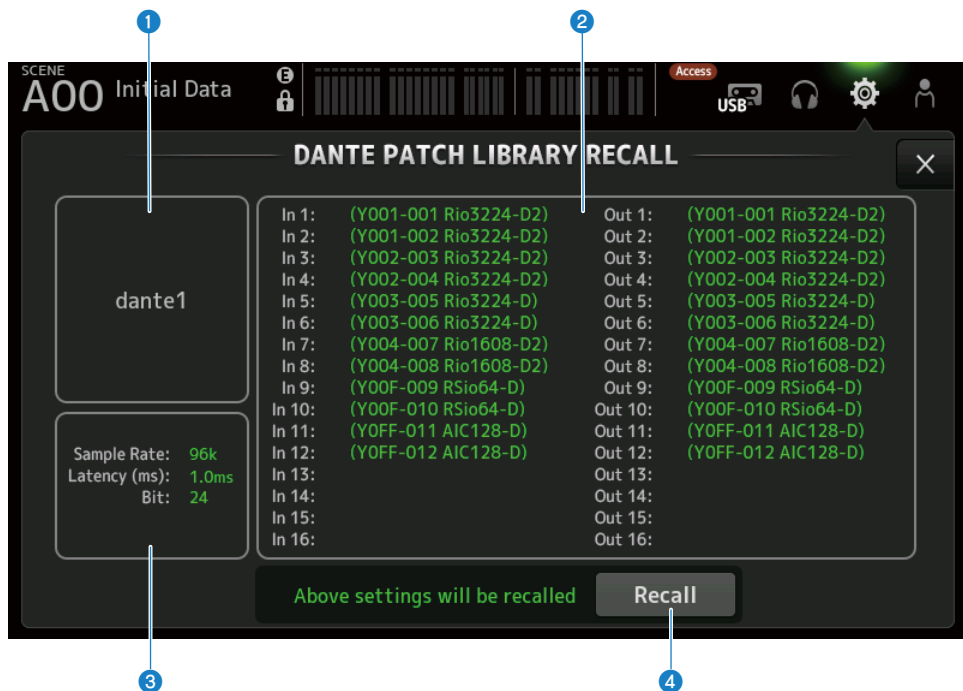 1 2
SCENE
A00 Initial Data E Access USB
DANTE PATCH LIBRARY RECALL
dante1
Sample Rate: 96k
Latency (ms): 1.0ms
Bit: 24
In 1: (Y001-001 Rio3224-D2) Out 1: (Y001-001 Rio3224-D2)
In 2: (Y001-002 Rio3224-D2) Out 2: (Y001-002 Rio3224-D2)
In 3: (Y002-003 Rio3224-D2) Out 3: (Y002-003 Rio3224-D2)
In 4: (Y002-004 Rio3224-D2) Out 4: (Y002-004 Rio3224-D2)
In 5: (Y003-005 Rio3224-D) Out 5: (Y003-005 Rio3224-D)
In 6: (Y003-006 Rio3224-D) Out 6: (Y003-006 Rio3224-D)
In 7: (Y004-007 Rio1608-D2) Out 7: (Y004-007 Rio1608-D2)
In 8: (Y004-008 Rio1608-D2) Out 8: (Y004-008 Rio1608-D2)
In 9: (Y00F-009 RSio64-D) Out 9: (Y00F-009 RSio64-D)
In 10: (Y00F-010 RSio64-D) Out 10: (Y00F-010 RSio64-D)
In 11: (Y0FF-011 AIC128-D) Out 11: (Y0FF-011 AIC128-D)
In 12: (Y0FF-012 AIC128-D) Out 12: (Y0FF-012 AIC128-D)
In 13: Out 13:
In 14: Out 14:
In 15: Out 15:
In 16: Out 16:
Above settings will be recalled Recall
3 4